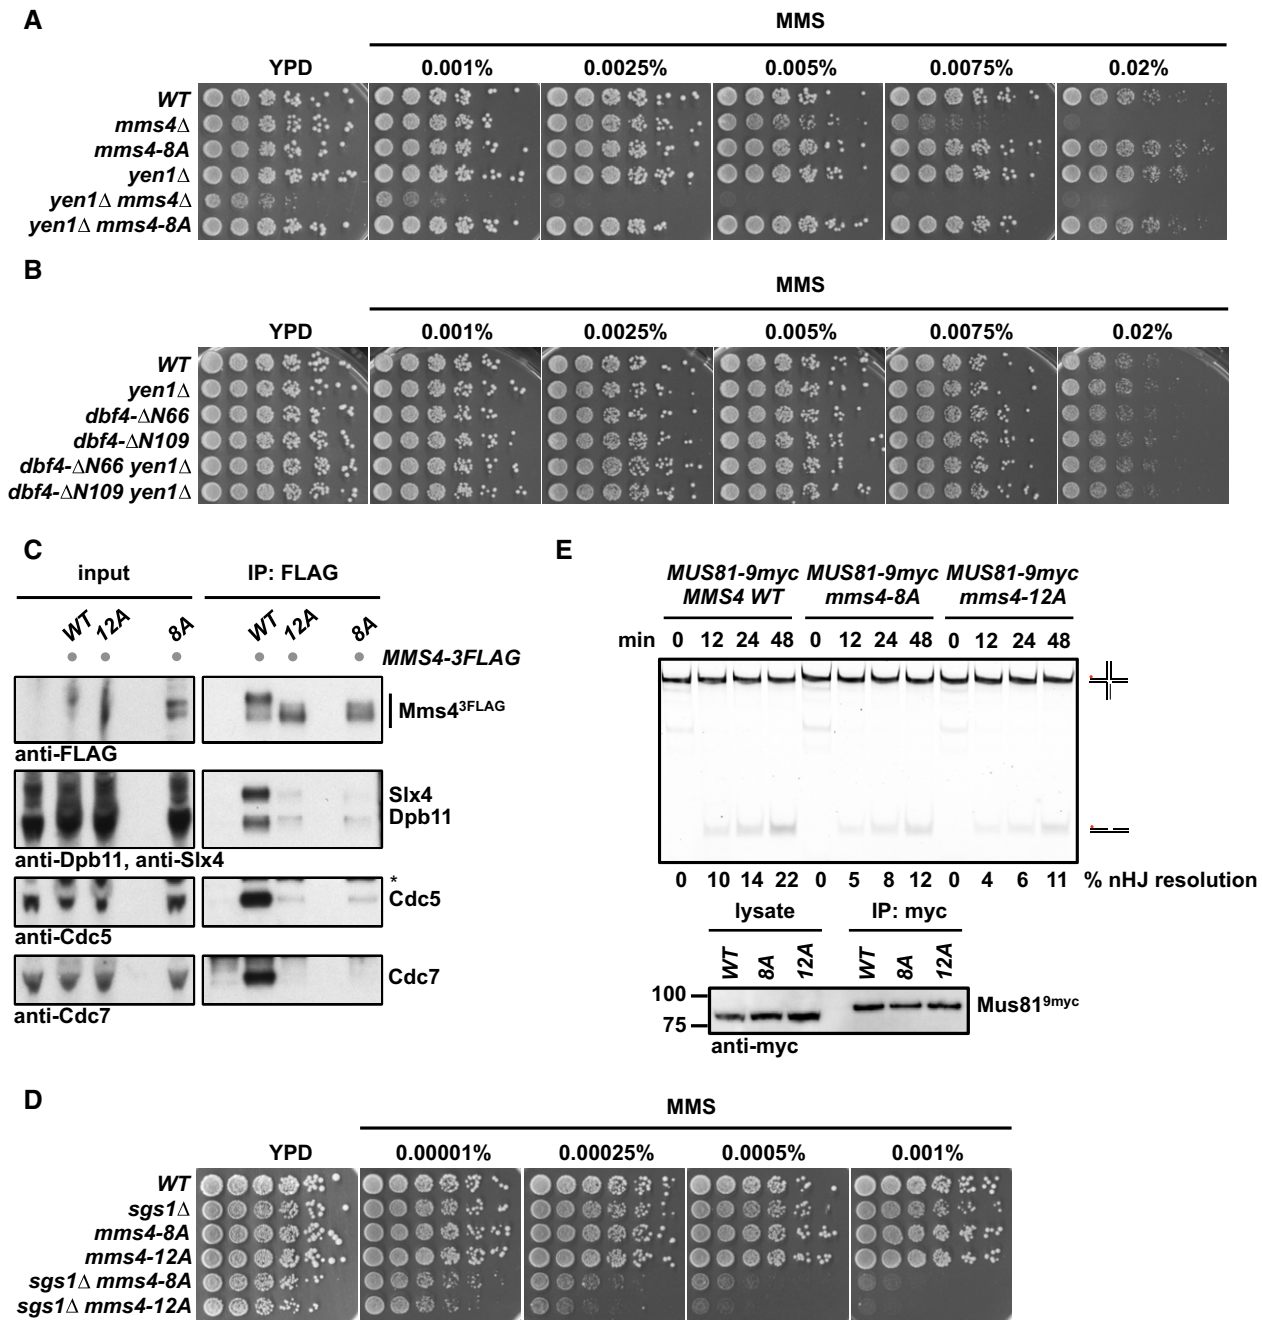 A
MMS
YPD 0.001% 0.0025% 0.005% 0.0075% 0.02%
WT
mms4Δ
mms4-8A
yen1Δ
yen1Δ mms4Δ
yen1Δ mms4-8A
B
MMS
YPD 0.001% 0.0025% 0.005% 0.0075% 0.02%
WT
yen1Δ
dbf4-ΔN66
dbf4-ΔN109
dbf4-ΔN66 yen1Δ
dbf4-ΔN109 yen1Δ
C
input IP: FLAG
WT 12A 8A WT 12A 8A
MMS4-3FLAG
Mms43FLAG
anti-FLAG
Slx4
Dpb11
anti-Dpb11, anti-Slx4
*
Cdc5
anti-Cdc5
Cdc7
anti-Cdc7
E
MUS81-9myc MUS81-9myc MUS81-9myc
MMS4 WT mms4-8A mms4-12A
min 0 12 24 48 0 12 24 48 0 12 24 48
0 10 14 22 0 5 8 12 0 4 6 11 % nHJ resolution
lysate IP: myc
WT 8A 12A WT 8A 12A
100
75
Mus819myc
anti-myc
D
MMS
YPD 0.00001% 0.00025% 0.0005% 0.001%
WT
sgs1Δ
mms4-8A
mms4-12A
sgs1Δ mms4-8A
sgs1Δ mms4-12A